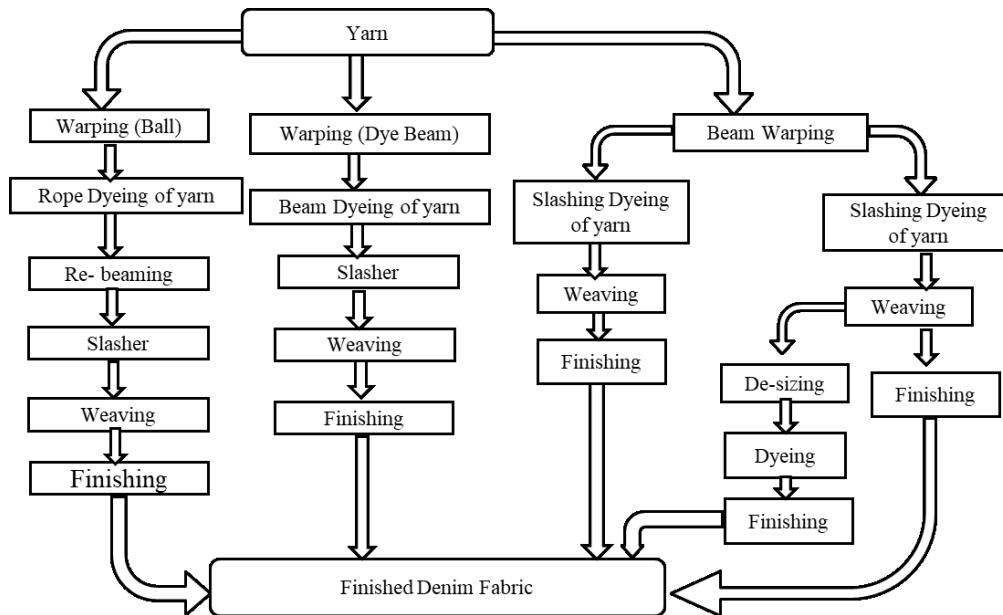 Yarn
Warping (Ball)
Rope Dyeing of yarn
Re- beaming
Slasher
Weaving
Finishing
Warping (Dye Beam)
Beam Dyeing of yarn
Slasher
Weaving
Finishing
Beam Warping
Slashing Dyeing
of yarn
Weaving
Finishing
Slashing Dyeing
of yarn
Weaving
De-sizing
Dyeing
Finishing
Finishing
Finished Denim Fabric